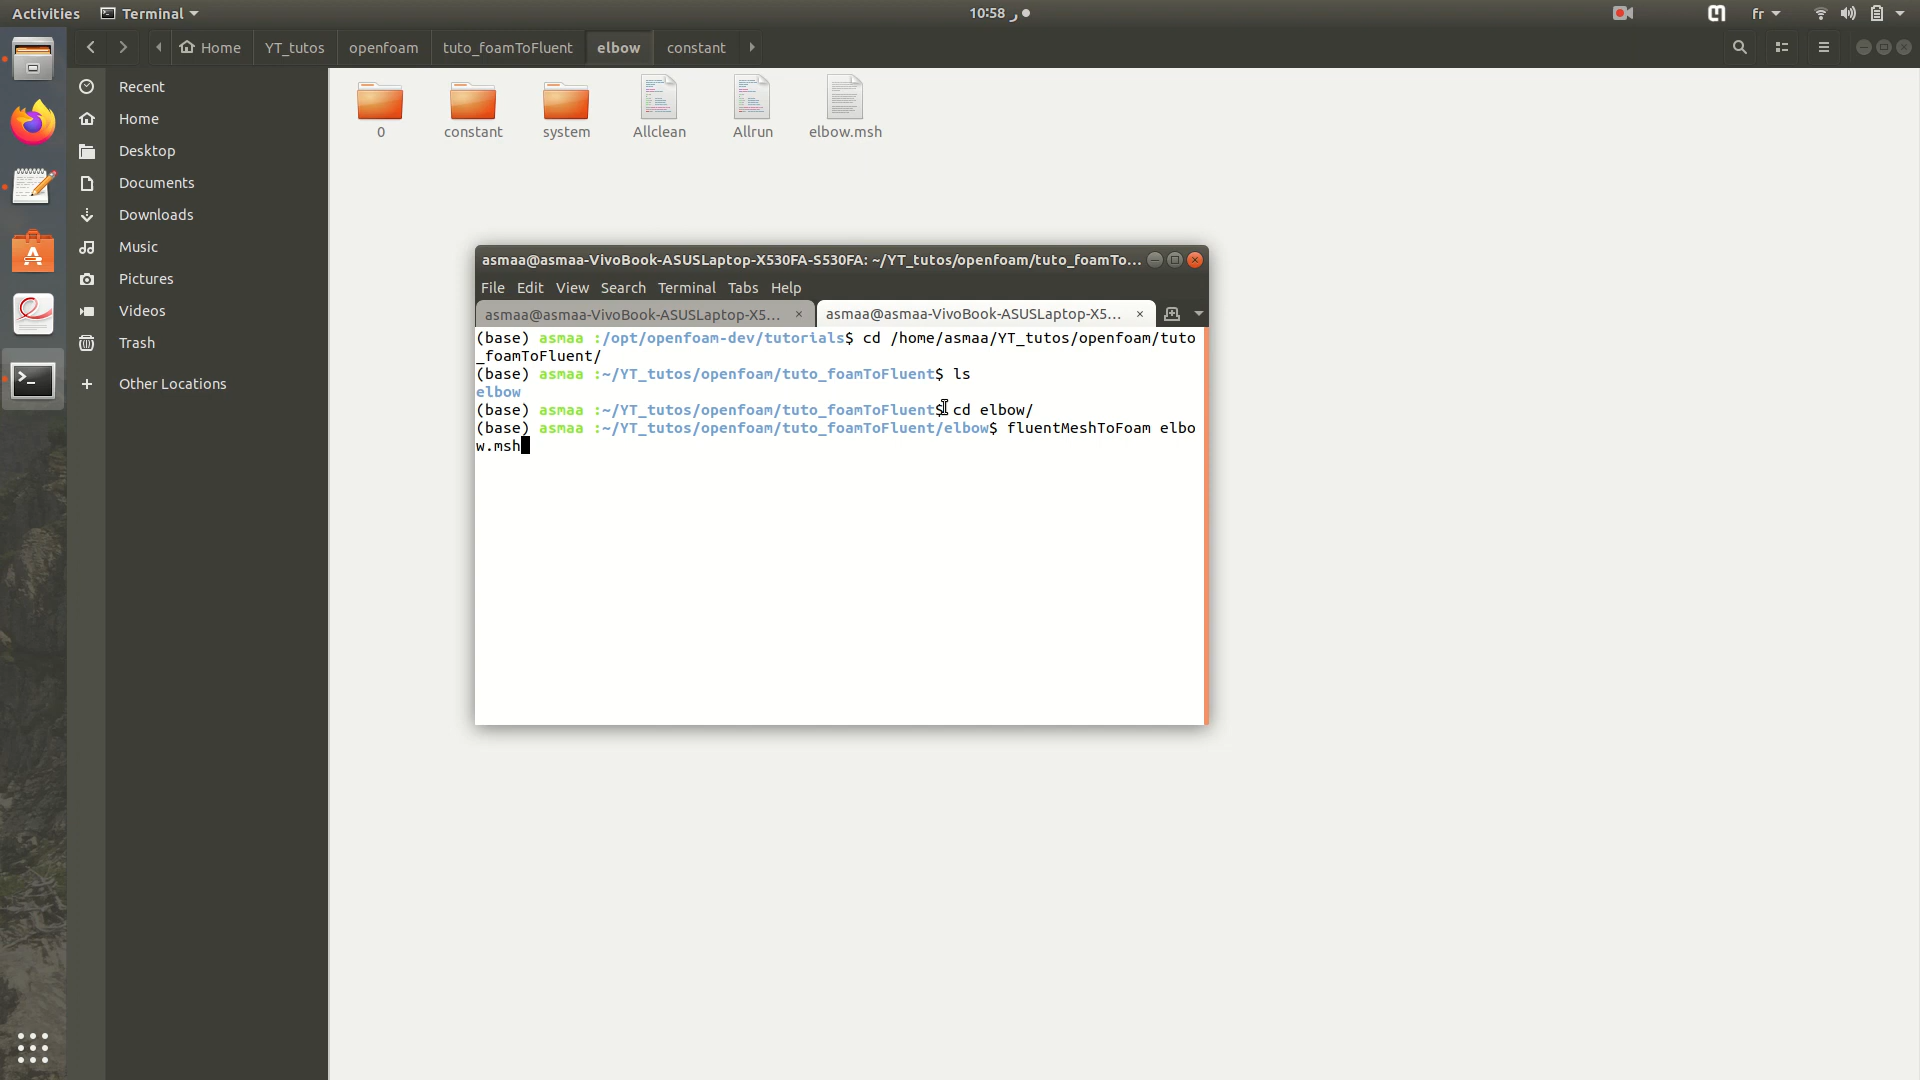 Activities Terminal 10:58 ر fr
Home YT_tutos openfoam tuto_foamToFluent elbow constant
Recent
Home
Desktop
Documents
Downloads
Music
Pictures
Videos
Trash
Other Locations
0 constant system Allclean Allrun elbow.msh
asmaa@asmaa-VivoBook-ASUSLaptop-X530FA-S530FA: ~/YT_tutos/openfoam/tuto_foamTo...
File Edit View Search Terminal Tabs Help
asmaa@asmaa-VivoBook-ASUSLaptop-X5... asmaa@asmaa-VivoBook-ASUSLaptop-X5...
(base) asmaa :/opt/openfoam-dev/tutorials$ cd /home/asmaa/YT_tutos/openfoam/tuto
_foamToFluent/
(base) asmaa :~/YT_tutos/openfoam/tuto_foamToFluent$ ls
elbow
(base) asmaa :~/YT_tutos/openfoam/tuto_foamToFluent$ cd elbow/
(base) asmaa :~/YT_tutos/openfoam/tuto_foamToFluent/elbow$ fluentMeshToFoam elbo
w.msh